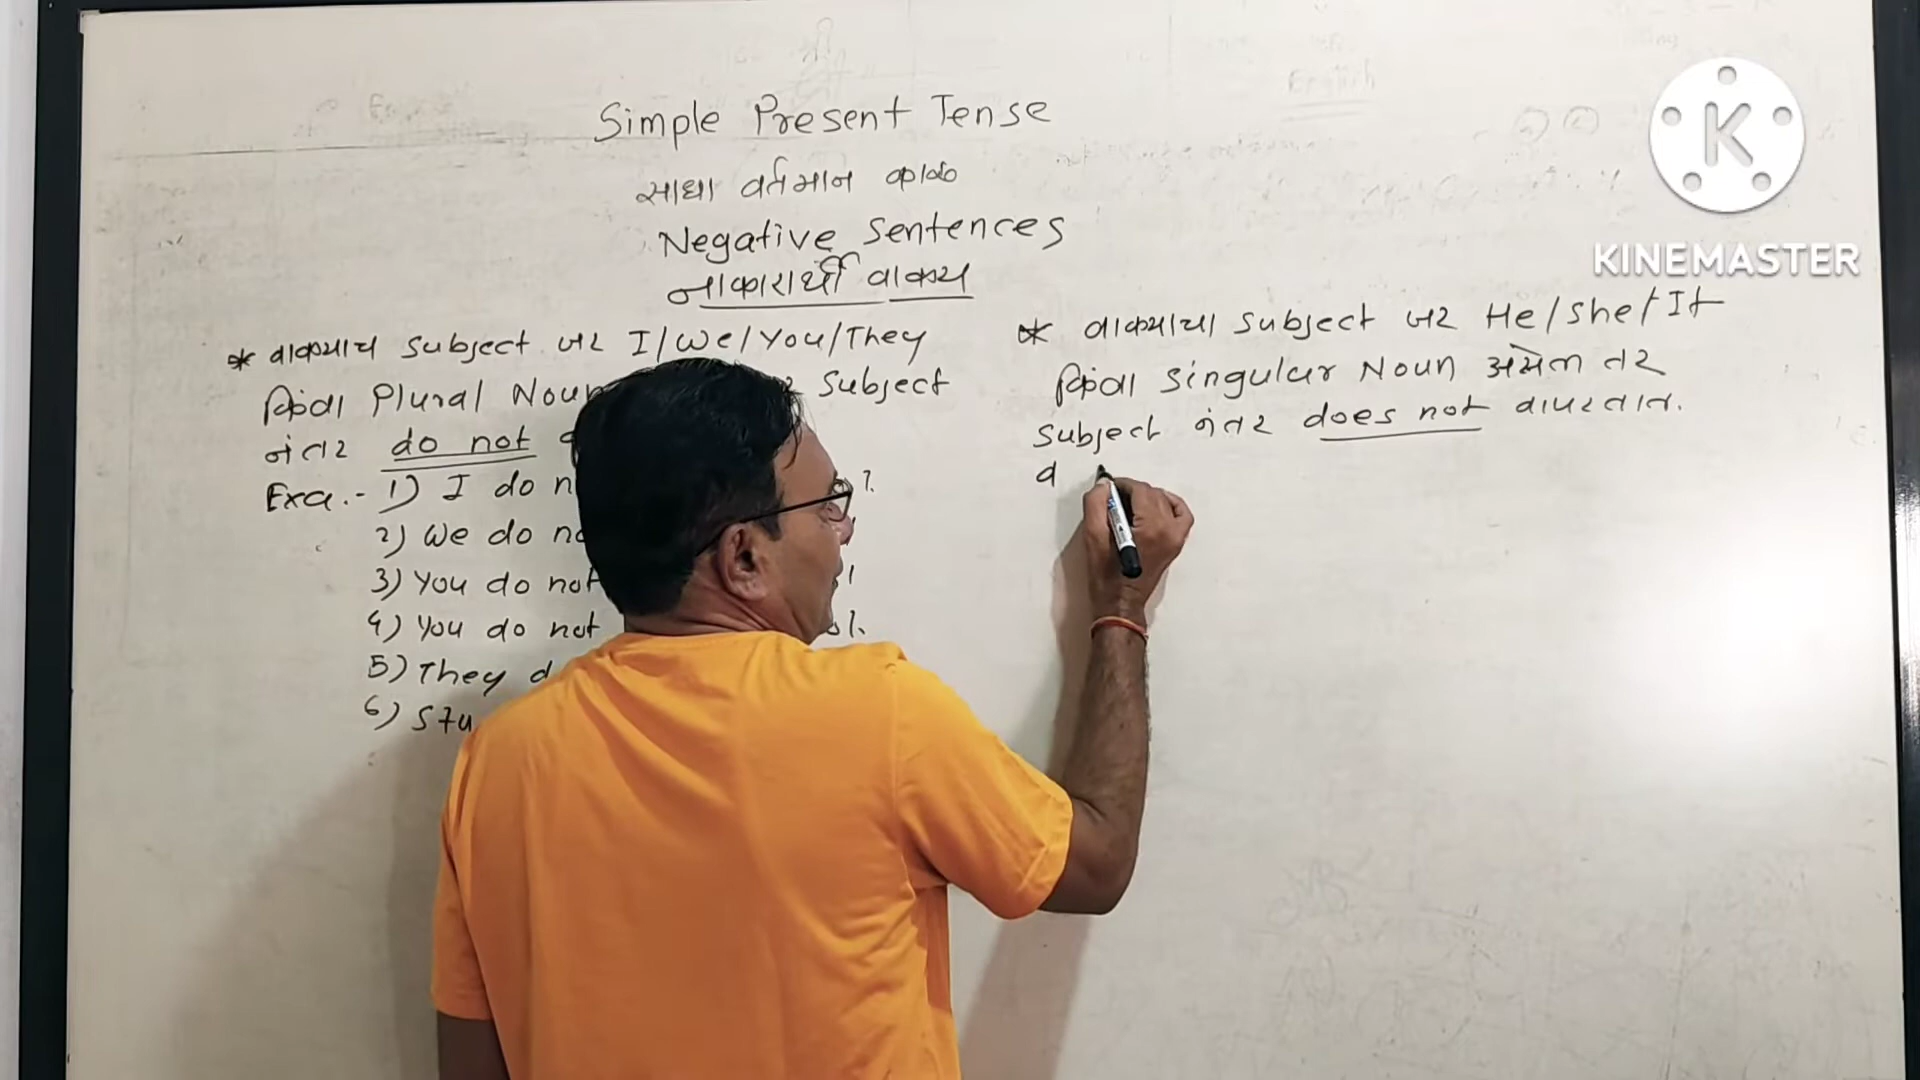 Simple Present Tense
साधा वर्तमान काळ
Negative Sentences
नाकारार्थी वाक्य
* वाक्याच subject जर I/We/You/They
किंवा Plural Noun Subject
नंतर do not
Exa.- 1) I do n
2) We do no
3) You do not
4) You do not
5) They d
6) Stu
* वाक्याचा subject जर He/She/It
किंवा Singular Noun असेल तर
Subject नंतर does not वापरतात.
व
KINEMASTER